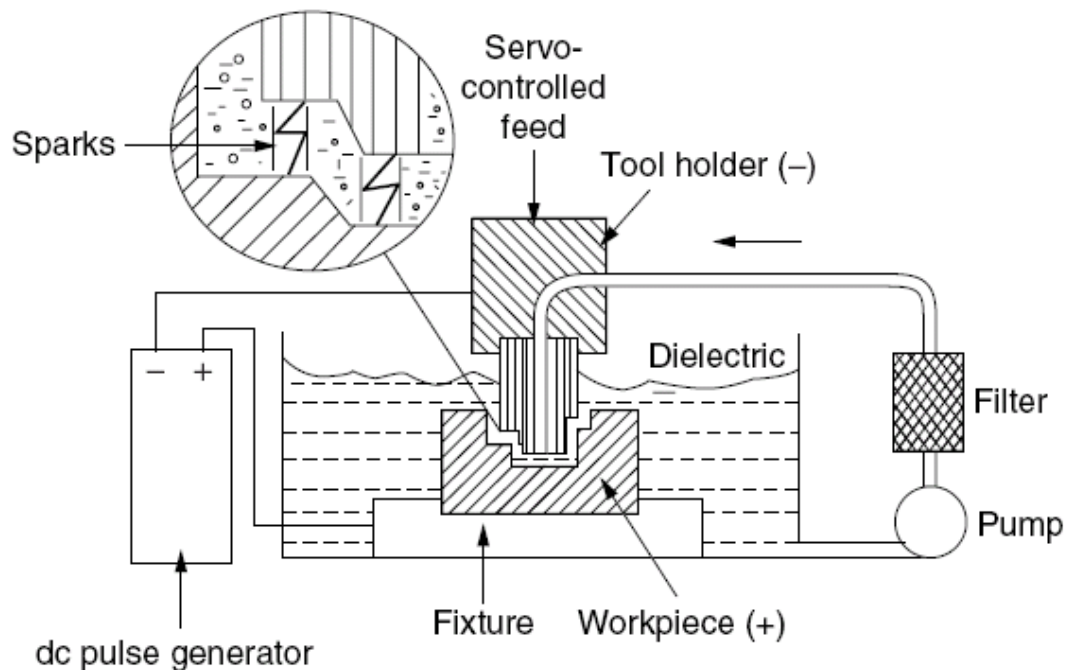 Servo-
controlled
feed
Sparks
Tool holder (–)
Dielectric
– +
Filter
Pump
Fixture
Workpiece (+)
dc pulse generator